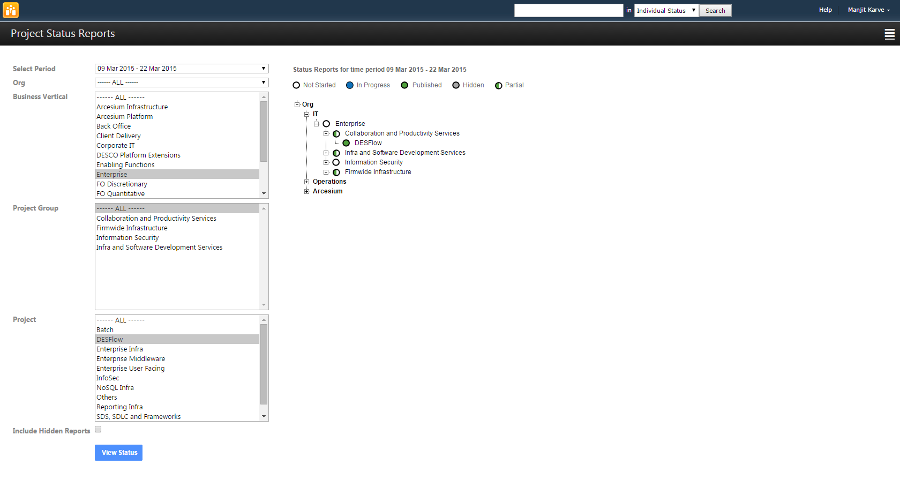 in Individual Status Search Help Manjit Karve
Project Status Reports
Select Period 09 Mar 2015 - 22 Mar 2015
Org ----- ALL -----
Business Vertical
------ ALL ------
Arcesium Infrastructure
Arcesium Platform
Back Office
Client Delivery
Corporate IT
DESCO Platform Extensions
Enabling Functions
Enterprise
FO Discretionary
FO Quantitative
Project Group
------ ALL ------
Collaboration and Productivity Services
Firmwide Infrastructure
Information Security
Infra and Software Development Services
Project
------ ALL ------
Batch
DESFlow
Enterprise Infra
Enterprise Middleware
Enterprise User Facing
InfoSec
NoSQL Infra
Others
Reporting Infra
SDS, SDLC and Frameworks
Include Hidden Reports
View Status
Status Reports for time period 09 Mar 2015 - 22 Mar 2015
Not Started In Progress Published Hidden Partial
Org
IT
Enterprise
Collaboration and Productivity Services
DESFlow
Infra and Software Development Services
Information Security
Firmwide Infrastructure
Operations
Arcesium